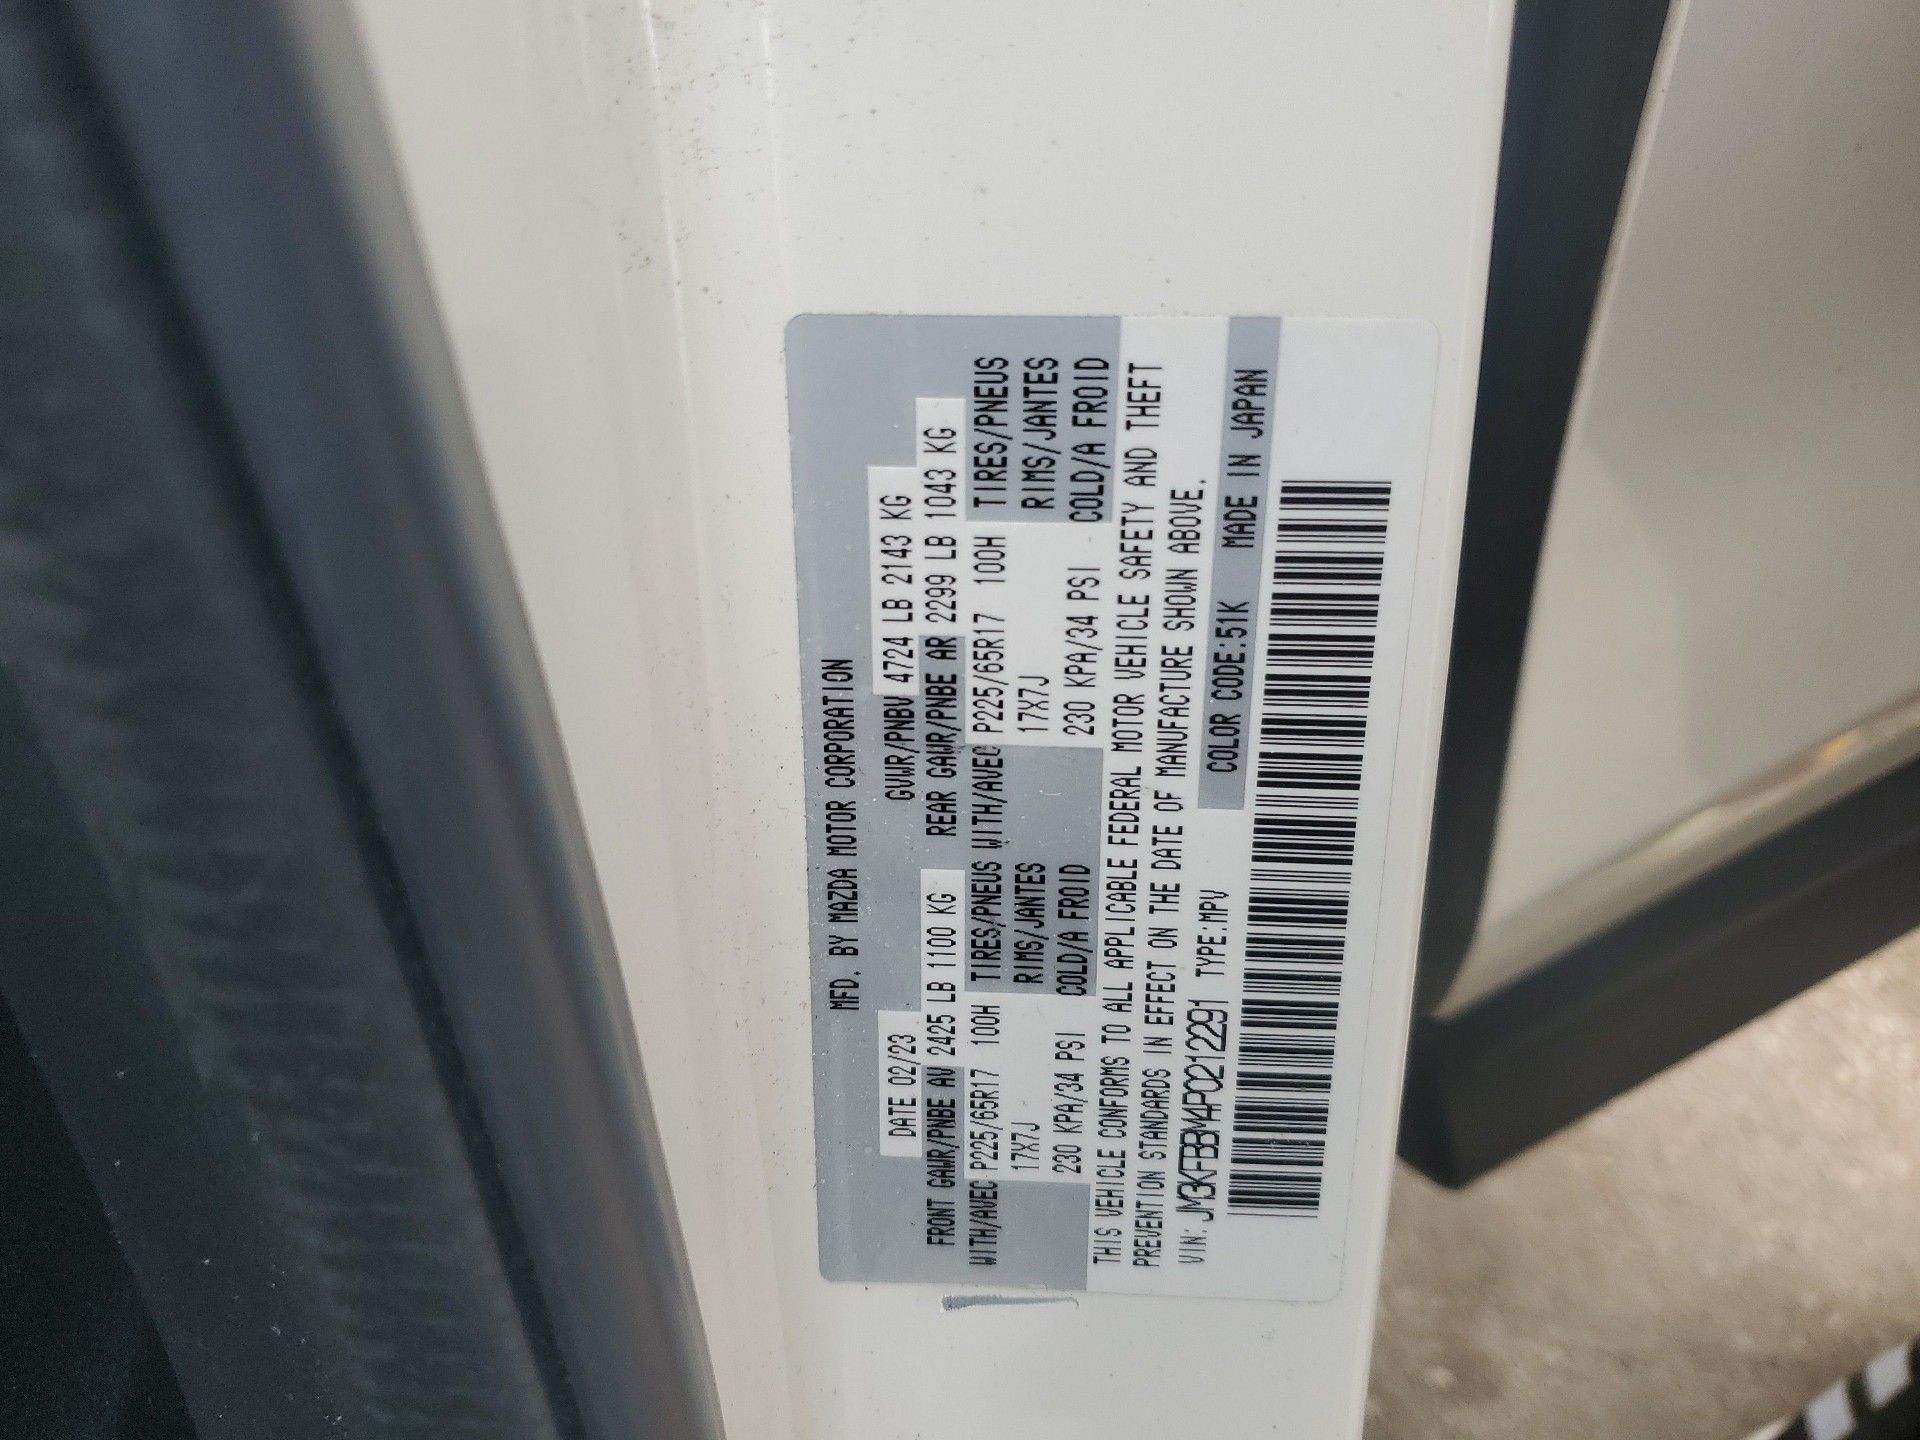 MFD. BY MAZDA MOTOR CORPORATION
DATE 02/23 GVWR/PNBV 4724 LB 2143 KG
FRONT GAWR/PNBE AV 2425 LB 1100 KG REAR GAWR/PNBE AR 2299 LB 1043 KG
WITH/AVEC P225/65R17 100H TIRES/PNEUS WITH/AVEC P225/65R17 100H TIRES/PNEUS
17X7J RIMS/JANTES 17X7J RIMS/JANTES
230 KPA/34 PSI COLD/A FROID 230 KPA/34 PSI COLD/A FROID
THIS VEHICLE CONFORMS TO ALL APPLICABLE FEDERAL MOTOR VEHICLE SAFETY AND THEFT
PREVENTION STANDARDS IN EFFECT ON THE DATE OF MANUFACTURE SHOWN ABOVE.
VIN: JM3KFBBM4P0212291 TYPE:MPV COLOR CODE:51K MADE IN JAPAN